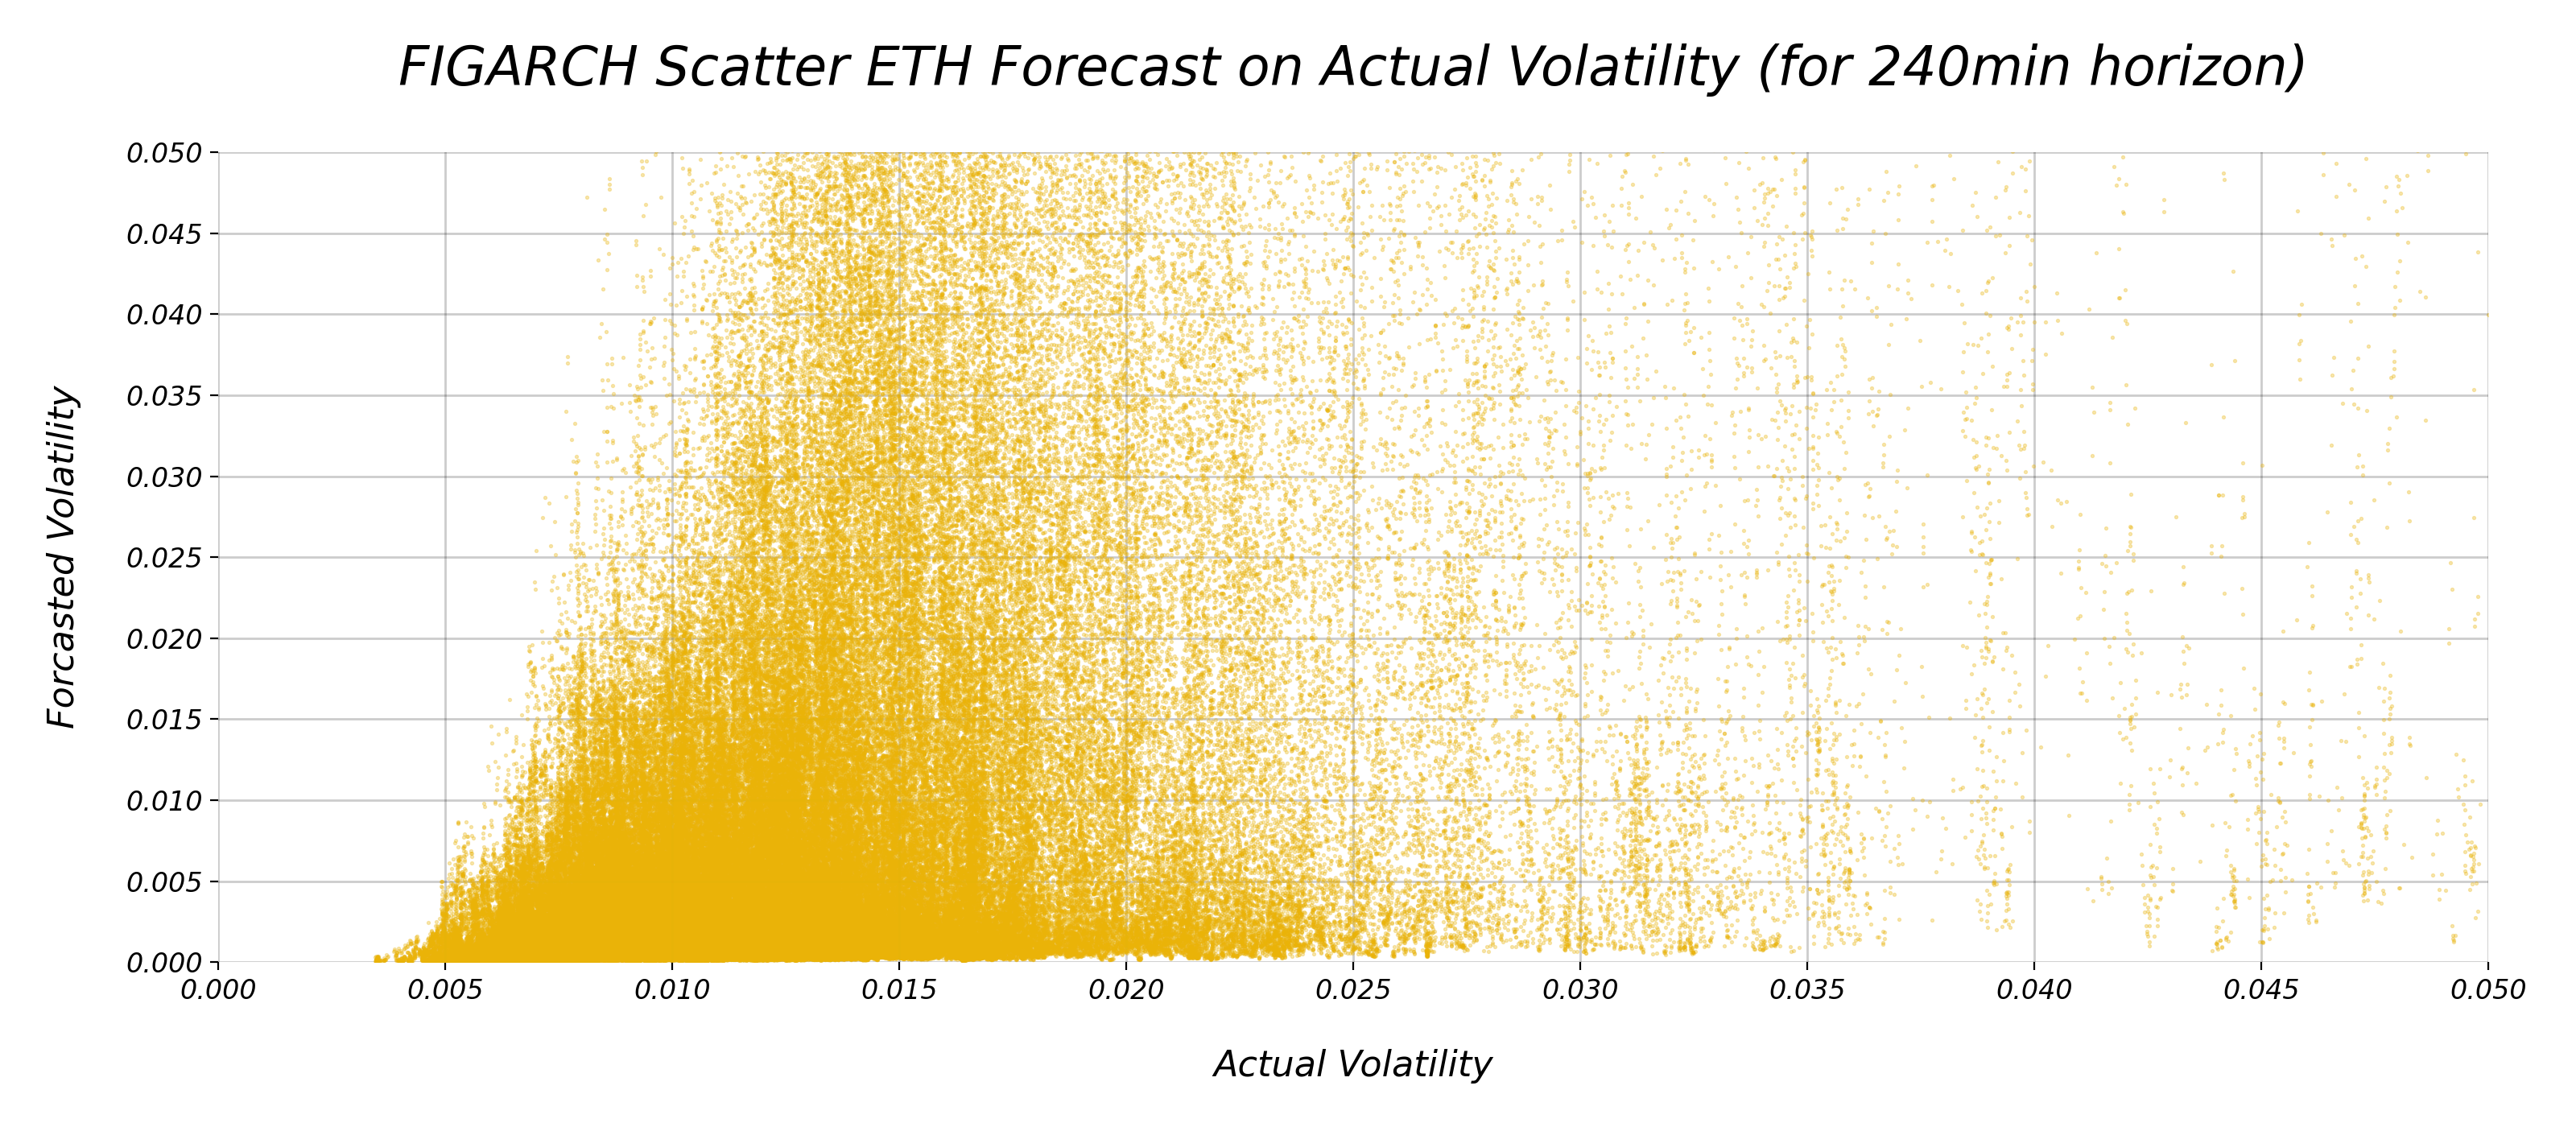 FIGARCH Scatter ETH Forecast on Actual Volatility (for 240min horizon)
0.050
0.045
0.040
0.035
0.030
0.025
0.020
0.015
0.010
0.005
0.000
Forcasted Volatility
0.000 0.005 0.010 0.015 0.020 0.025 0.030 0.035 0.040 0.045 0.050
Actual Volatility